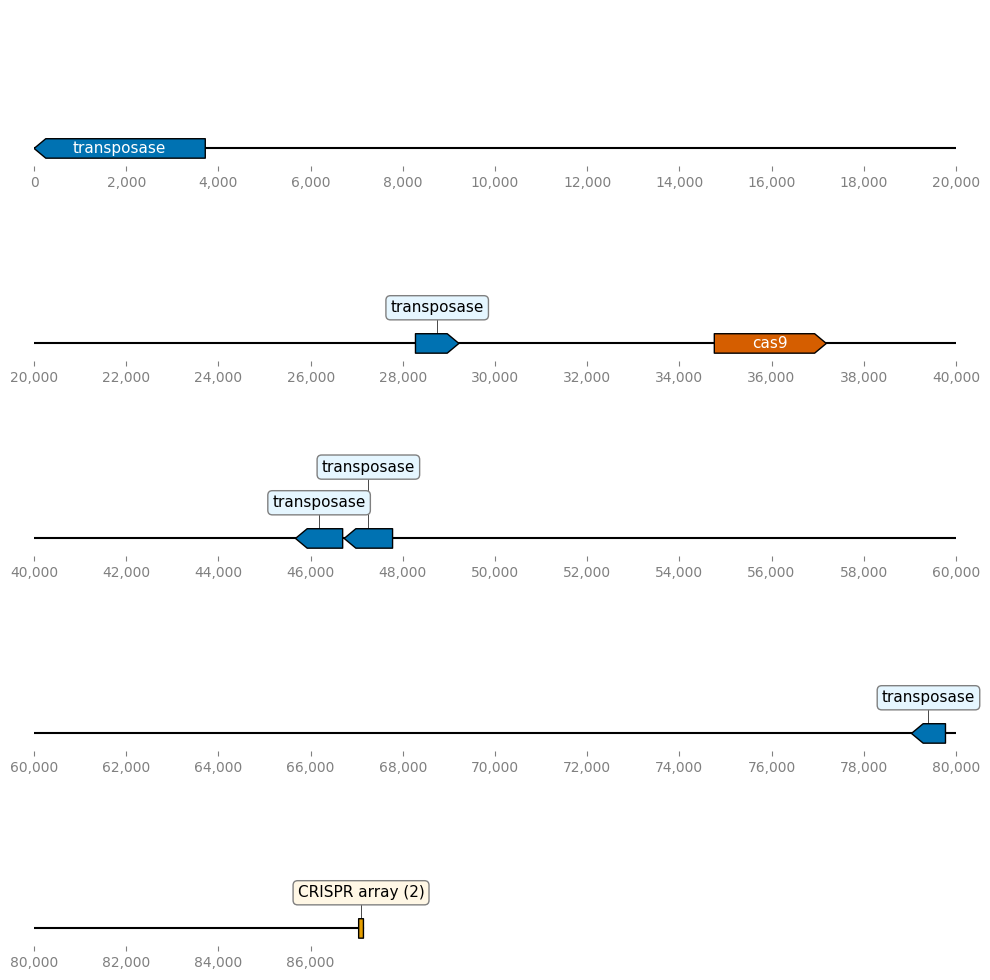 transposase
0 2,000 4,000 6,000 8,000 10,000 12,000 14,000 16,000 18,000 20,000
transposase
cas9
20,000 22,000 24,000 26,000 28,000 30,000 32,000 34,000 36,000 38,000 40,000
transposase
transposase
40,000 42,000 44,000 46,000 48,000 50,000 52,000 54,000 56,000 58,000 60,000
transposase
60,000 62,000 64,000 66,000 68,000 70,000 72,000 74,000 76,000 78,000 80,000
CRISPR array (2)
80,000 82,000 84,000 86,000